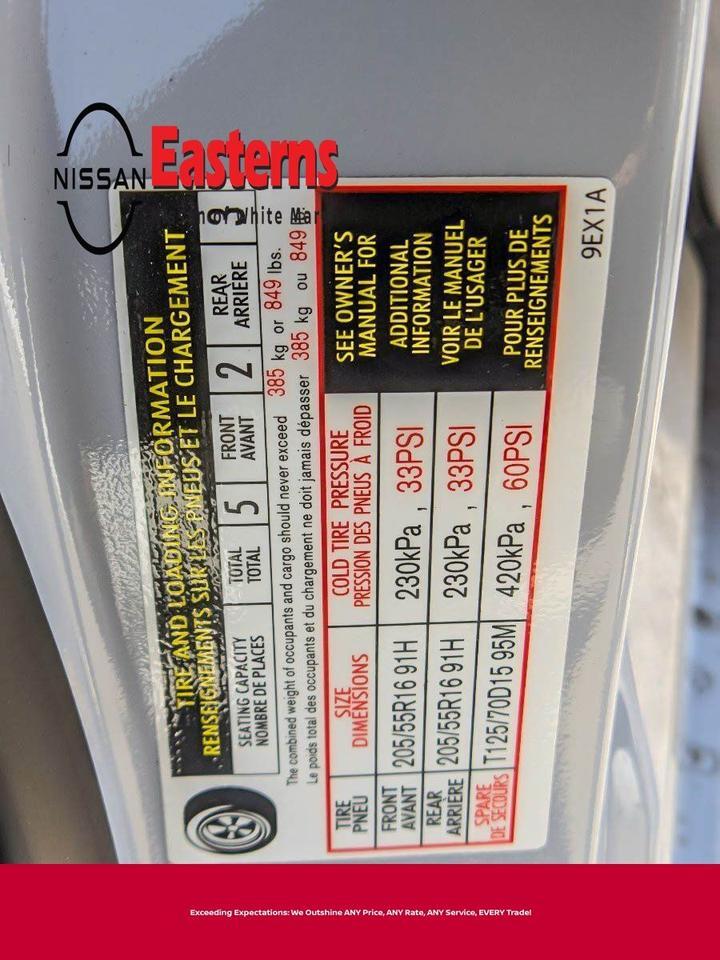 NISSAN
Easterns
of White Mar
TIRE AND LOADING INFORMATION
RENSEIGNEMENTS SUR LES PNEUS ET LE CHARGEMENT
SEATING CAPACITY TOTAL 5 FRONT 2 REAR 3
NOMBRE DE PLACES TOTAL AVANT ARRIÈRE
The combined weight of occupants and cargo should never exceed 385 kg or 849 lbs.
Le poids total des occupants et du chargement ne doit jamais dépasser 385 kg ou 849
TIRE SIZE COLD TIRE PRESSURE
PNEU DIMENSIONS PRESSION DES PNEUS À FROID
FRONT
AVANT 205/55R16 91H 230kPa , 33PSI
REAR
ARRIÈRE 205/55R16 91H 230kPa , 33PSI
SPARE
DE SECOURS T125/70D15 95M 420kPa , 60PSI
SEE OWNER'S
MANUAL FOR
ADDITIONAL
INFORMATION
VOIR LE MANUEL
DE L'USAGER
POUR PLUS DE
RENSEIGNEMENTS
9EX1A
Exceeding Expectations: We Outshine ANY Price, ANY Rate, ANY Service, EVERY Trade!